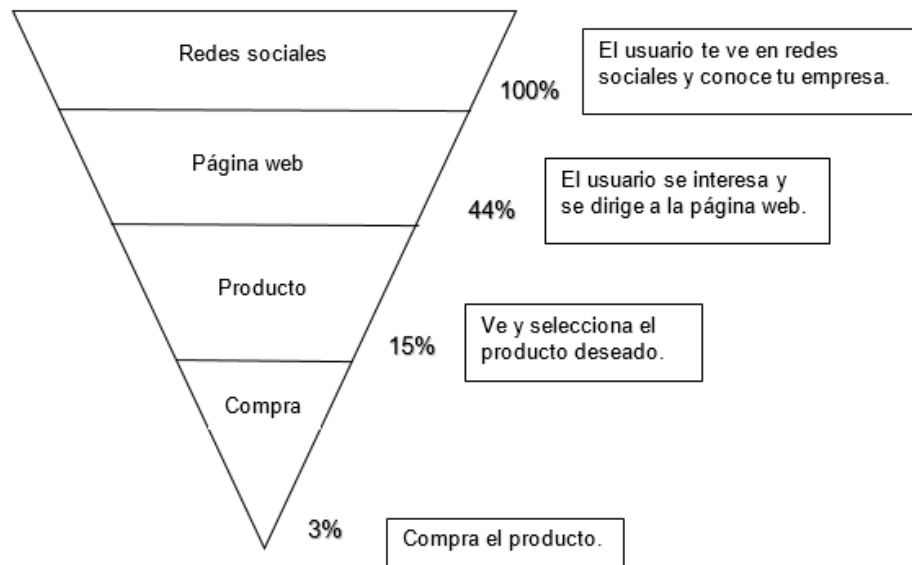 Redes sociales
El usuario te ve en redes
sociales y conoce tu empresa.
100%
Página web
El usuario se interesa y
se dirige a la página web.
44%
Producto
Ve y selecciona el
producto deseado.
15%
Compra
3%
Compra el producto.